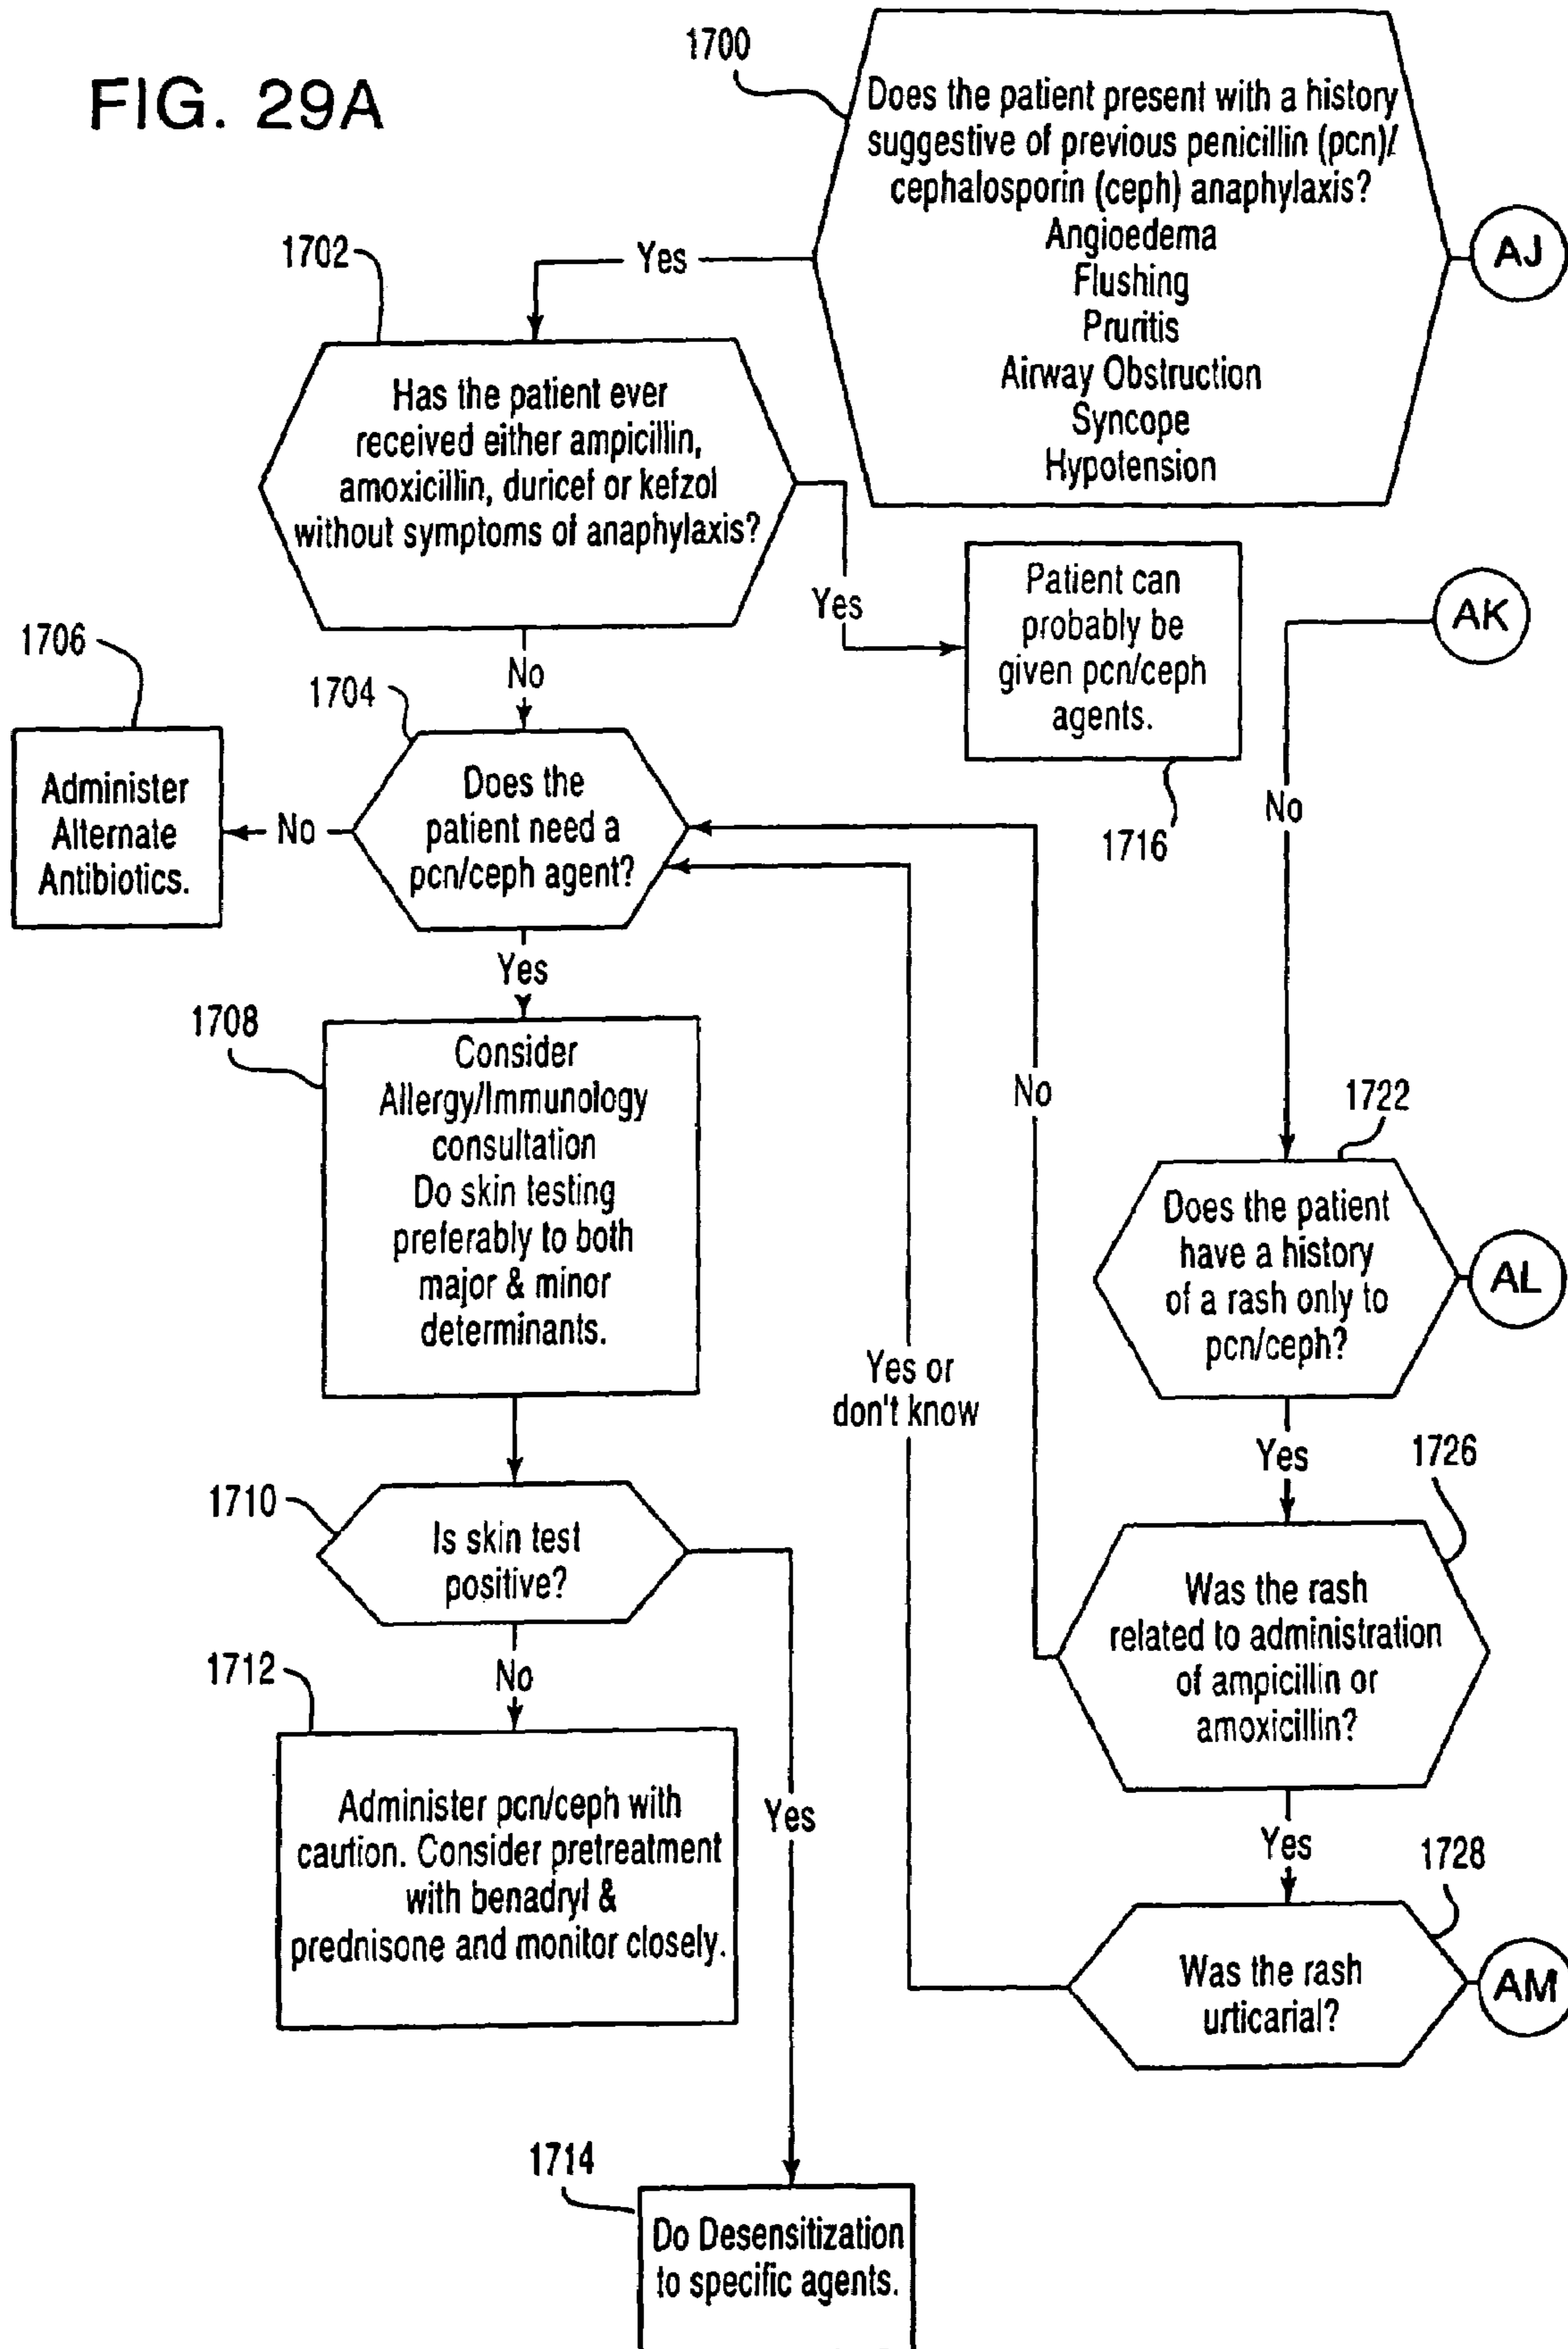 FIG. 29A
1700
Does the patient present with a history
suggestive of previous penicillin (pcn)/
cephalosporin (ceph) anaphylaxis?
Angioedema
Flushing
Pruritis
Airway Obstruction
Syncope
Hypotension
AJ
Yes
1702
Has the patient ever
received either ampicillin,
amoxicillin, duricef or kefzol
without symptoms of anaphylaxis?
Yes
Patient can
probably be
given pcn/ceph
agents.
1716
AK
No
No
1706
Administer
Alternate
Antibiotics.
No
1704
Does the
patient need a
pcn/ceph agent?
Yes
1708
Consider
Allergy/Immunology
consultation
Do skin testing
preferably to both
major & minor
determinants.
No
1722
Does the patient
have a history
of a rash only to
pcn/ceph?
AL
Yes or
don't know
Yes
1726
Was the rash
related to administration
of ampicillin or
amoxicillin?
1710
Is skin test
positive?
No
1712
Administer pcn/ceph with
caution. Consider pretreatment
with benadryl &
prednisone and monitor closely.
Yes
Yes
1728
Was the rash
urticarial?
AM
1714
Do Desensitization
to specific agents.